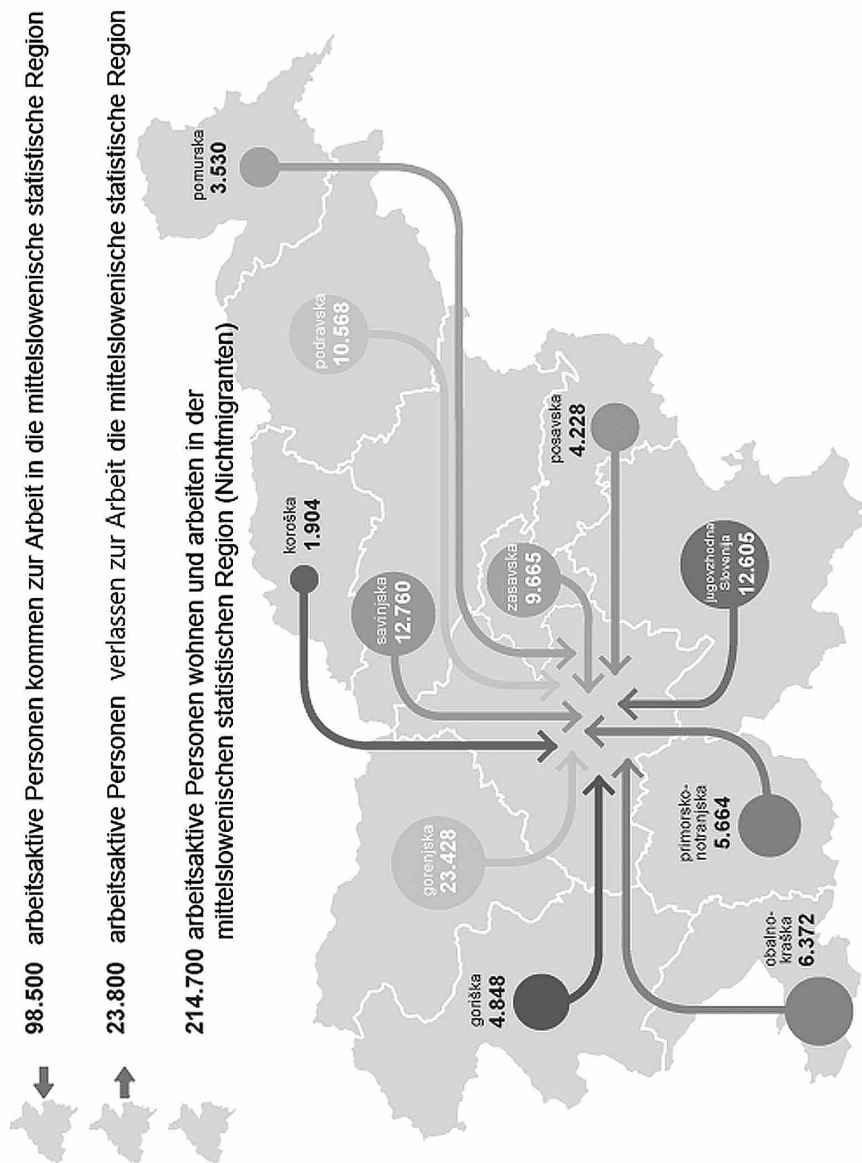 98.500 arbeitsaktive Personen kommen zur Arbeit in die mittelslowenische statistische Region
23.800 arbeitsaktive Personen verlassen zur Arbeit die mittelslowenische statistische Region
214.700 arbeitsaktive Personen wohnen und arbeiten in der
mittelslowenischen statistischen Region (Nichtmigranten)
pomurska
3.530
podravska
10.568
koroška
1.904
savinjska
12.760
zasavska
9.665
posavska
4.228
jugovzhodna
Slovenija
12.605
gorenjska
23.428
goriška
4.848
primorsko-
notranjska
5.664
obalno-
kraška
6.372